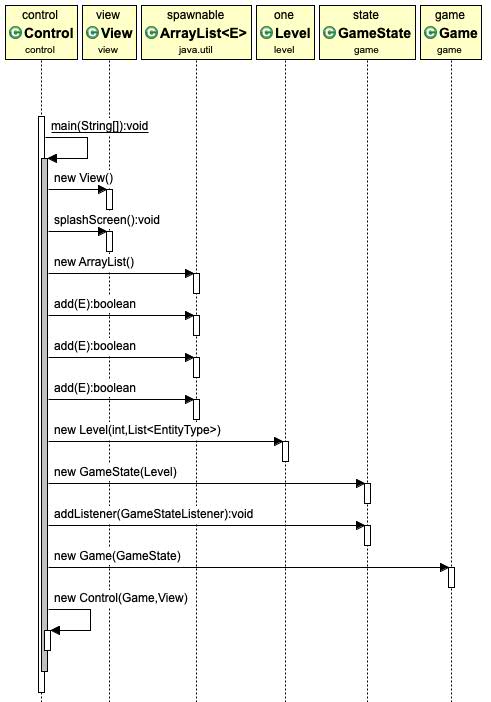 control
C Control
control
view
C View
view
spawnable
C ArrayList<E>
java.util
one
C Level
level
state
C GameState
game
game
C Game
game
main(String[]):void
new View()
splashScreen():void
new ArrayList()
add(E):boolean
add(E):boolean
add(E):boolean
new Level(int,List<EntityType>)
new GameState(Level)
addListener(GameStateListener):void
new Game(GameState)
new Control(Game,View)